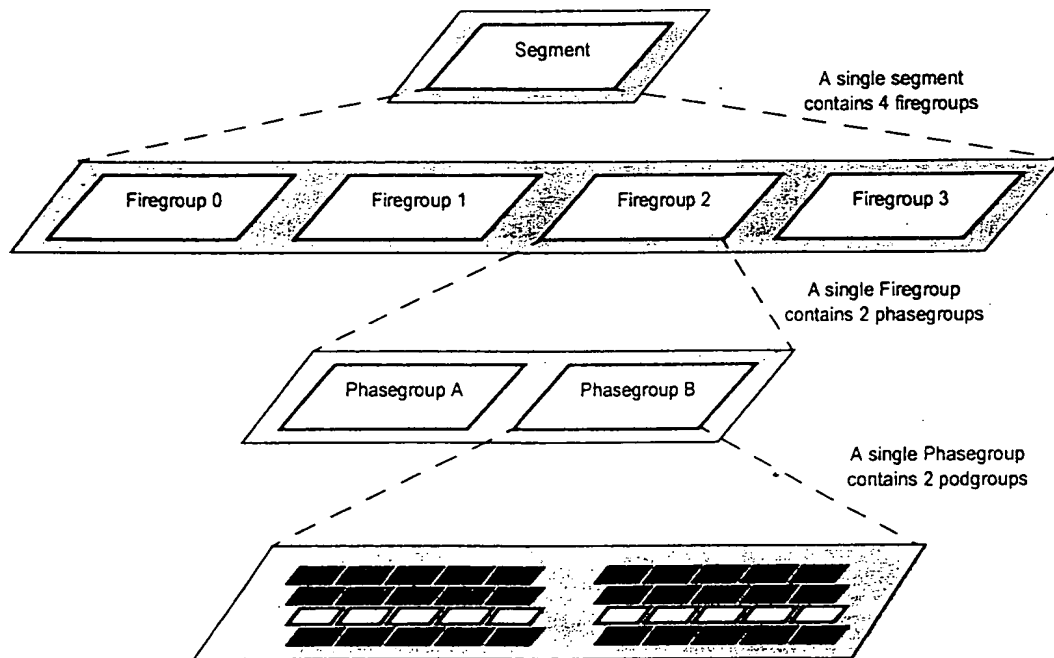 Segment
A single segment
contains 4 firegroups
Firegroup 0
Firegroup 1
Firegroup 2
Firegroup 3
A single Firegroup
contains 2 phasegroups
Phasegroup A
Phasegroup B
A single Phasegroup
contains 2 podgroups